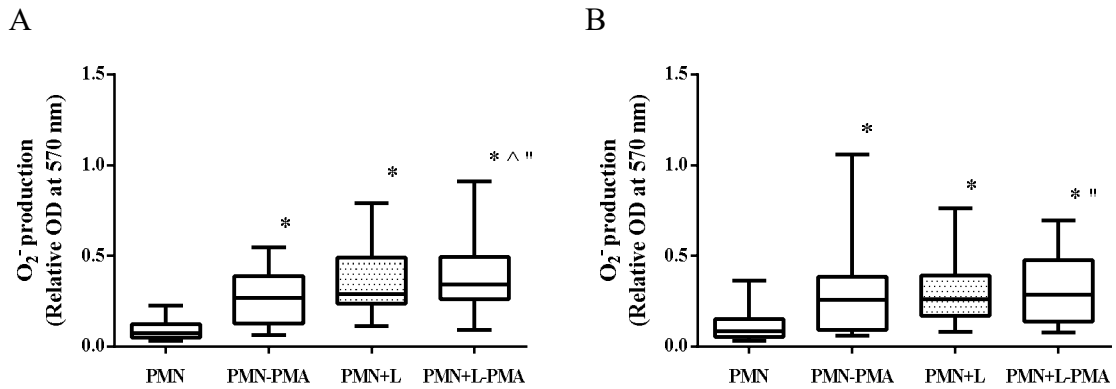 A
O₂⁻ production
(Relative OD at 570 nm)
1.5
1.0
0.5
0.0
*
*
* ^ "
PMN
PMN-PMA
PMN+L
PMN+L-PMA
B
O₂⁻ production
(Relative OD at 570 nm)
1.5
1.0
0.5
0.0
*
*
* "
PMN
PMN-PMA
PMN+L
PMN+L-PMA